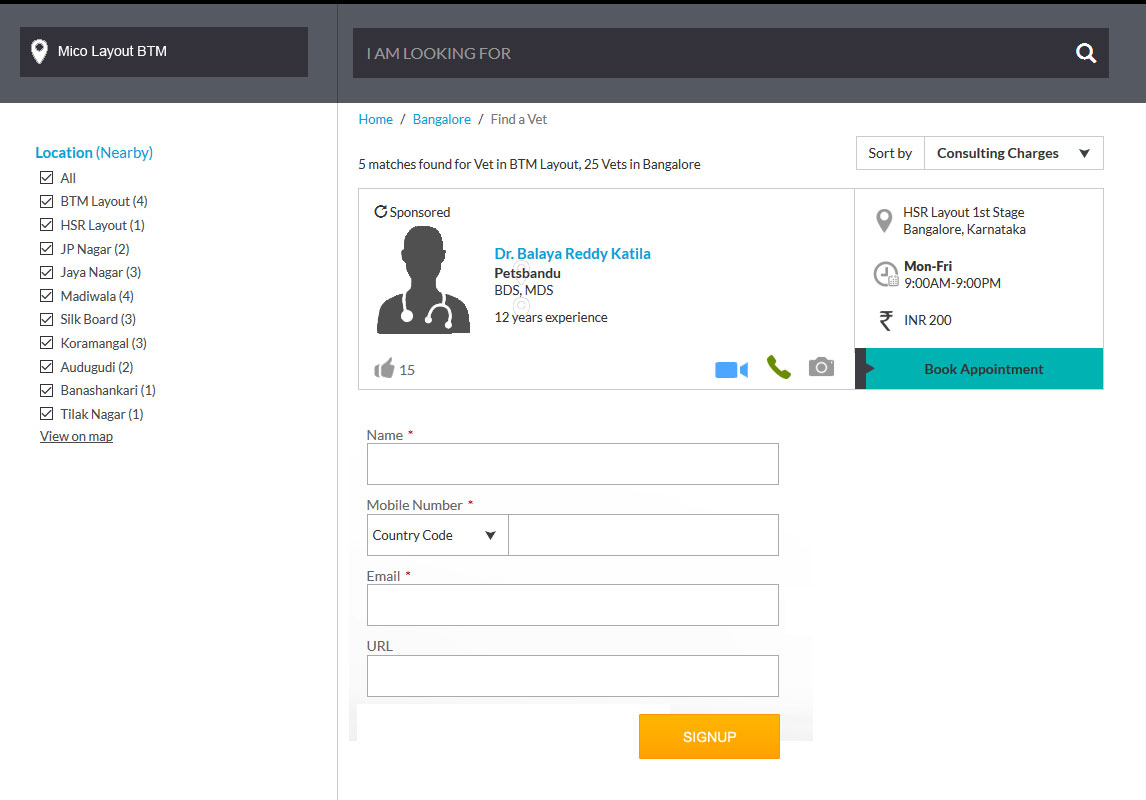 Mico Layout BTM
I AM LOOKING FOR
Home / Bangalore / Find a Vet
Location (Nearby)
All
BTM Layout (4)
HSR Layout (1)
JP Nagar (2)
Jaya Nagar (3)
Madiwala (4)
Silk Board (3)
Koramangal (3)
Audugudi (2)
Banashankari (1)
Tilak Nagar (1)
View on map
5 matches found for Vet in BTM Layout, 25 Vets in Bangalore
Sort by Consulting Charges
Sponsored
Dr. Balaya Reddy Katila
Petsbandu
BDS, MDS
12 years experience
15
HSR Layout 1st Stage
Bangalore, Karnataka
Mon-Fri
9:00AM-9:00PM
₹ INR 200
Book Appointment
Name *
Mobile Number *
Country Code
Email *
URL
SIGNUP